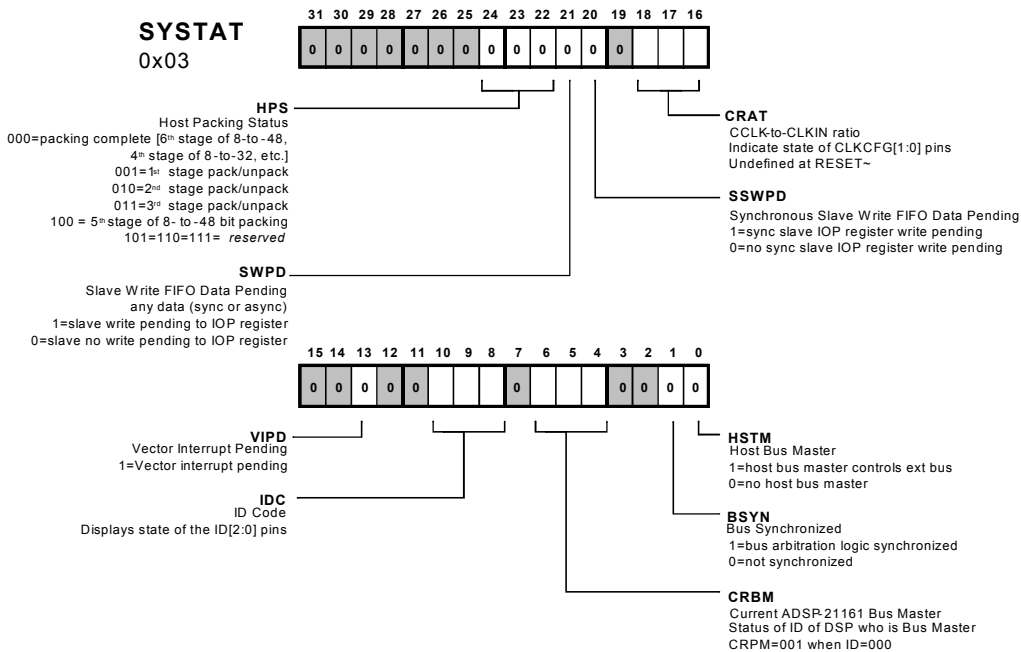 SYSTAT
0x03
31 30 29 28 27 26 25 24 23 22 21 20 19 18 17 16
0 0 0 0 0 0 0 0 0 0 0 0 0
HPS
Host Packing Status
000=packing complete [6th stage of 8-to-48,
4th stage of 8-to-32, etc.]
001=1st stage pack/unpack
010=2nd stage pack/unpack
011=3rd stage pack/unpack
100 = 5th stage of 8- to-48 bit packing
101=110=111= reserved
SWPD
Slave Write FIFO Data Pending
any data (sync or async)
1=slave write pending to IOP register
0=slave no write pending to IOP register
CRAT
CCLK-to-CLKIN ratio
Indicate state of CLKCFG[1:0] pins
Undefined at RESET~
SSWPD
Synchronous Slave Write FIFO Data Pending
1=sync slave IOP register write pending
0=no sync slave IOP register write pending
15 14 13 12 11 10 9 8 7 6 5 4 3 2 1 0
0 0 0 0 0 0 0 0 0 0
VIPD
Vector Interrupt Pending
1=Vector interrupt pending
IDC
ID Code
Displays state of the ID[2:0] pins
HSTM
Host Bus Master
1=host bus master controls ext bus
0=no host bus master
BSYN
Bus Synchronized
1=bus arbitration logic synchronized
0=not synchronized
CRBM
Current ADSP-21161 Bus Master
Status of ID of DSP who is Bus Master
CRPM=001 when ID=000